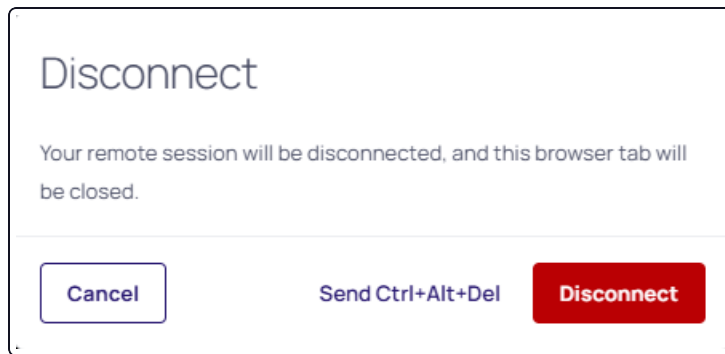 Disconnect
Your remote session will be disconnected, and this browser tab will
be closed.
Cancel Send Ctrl+Alt+Del Disconnect